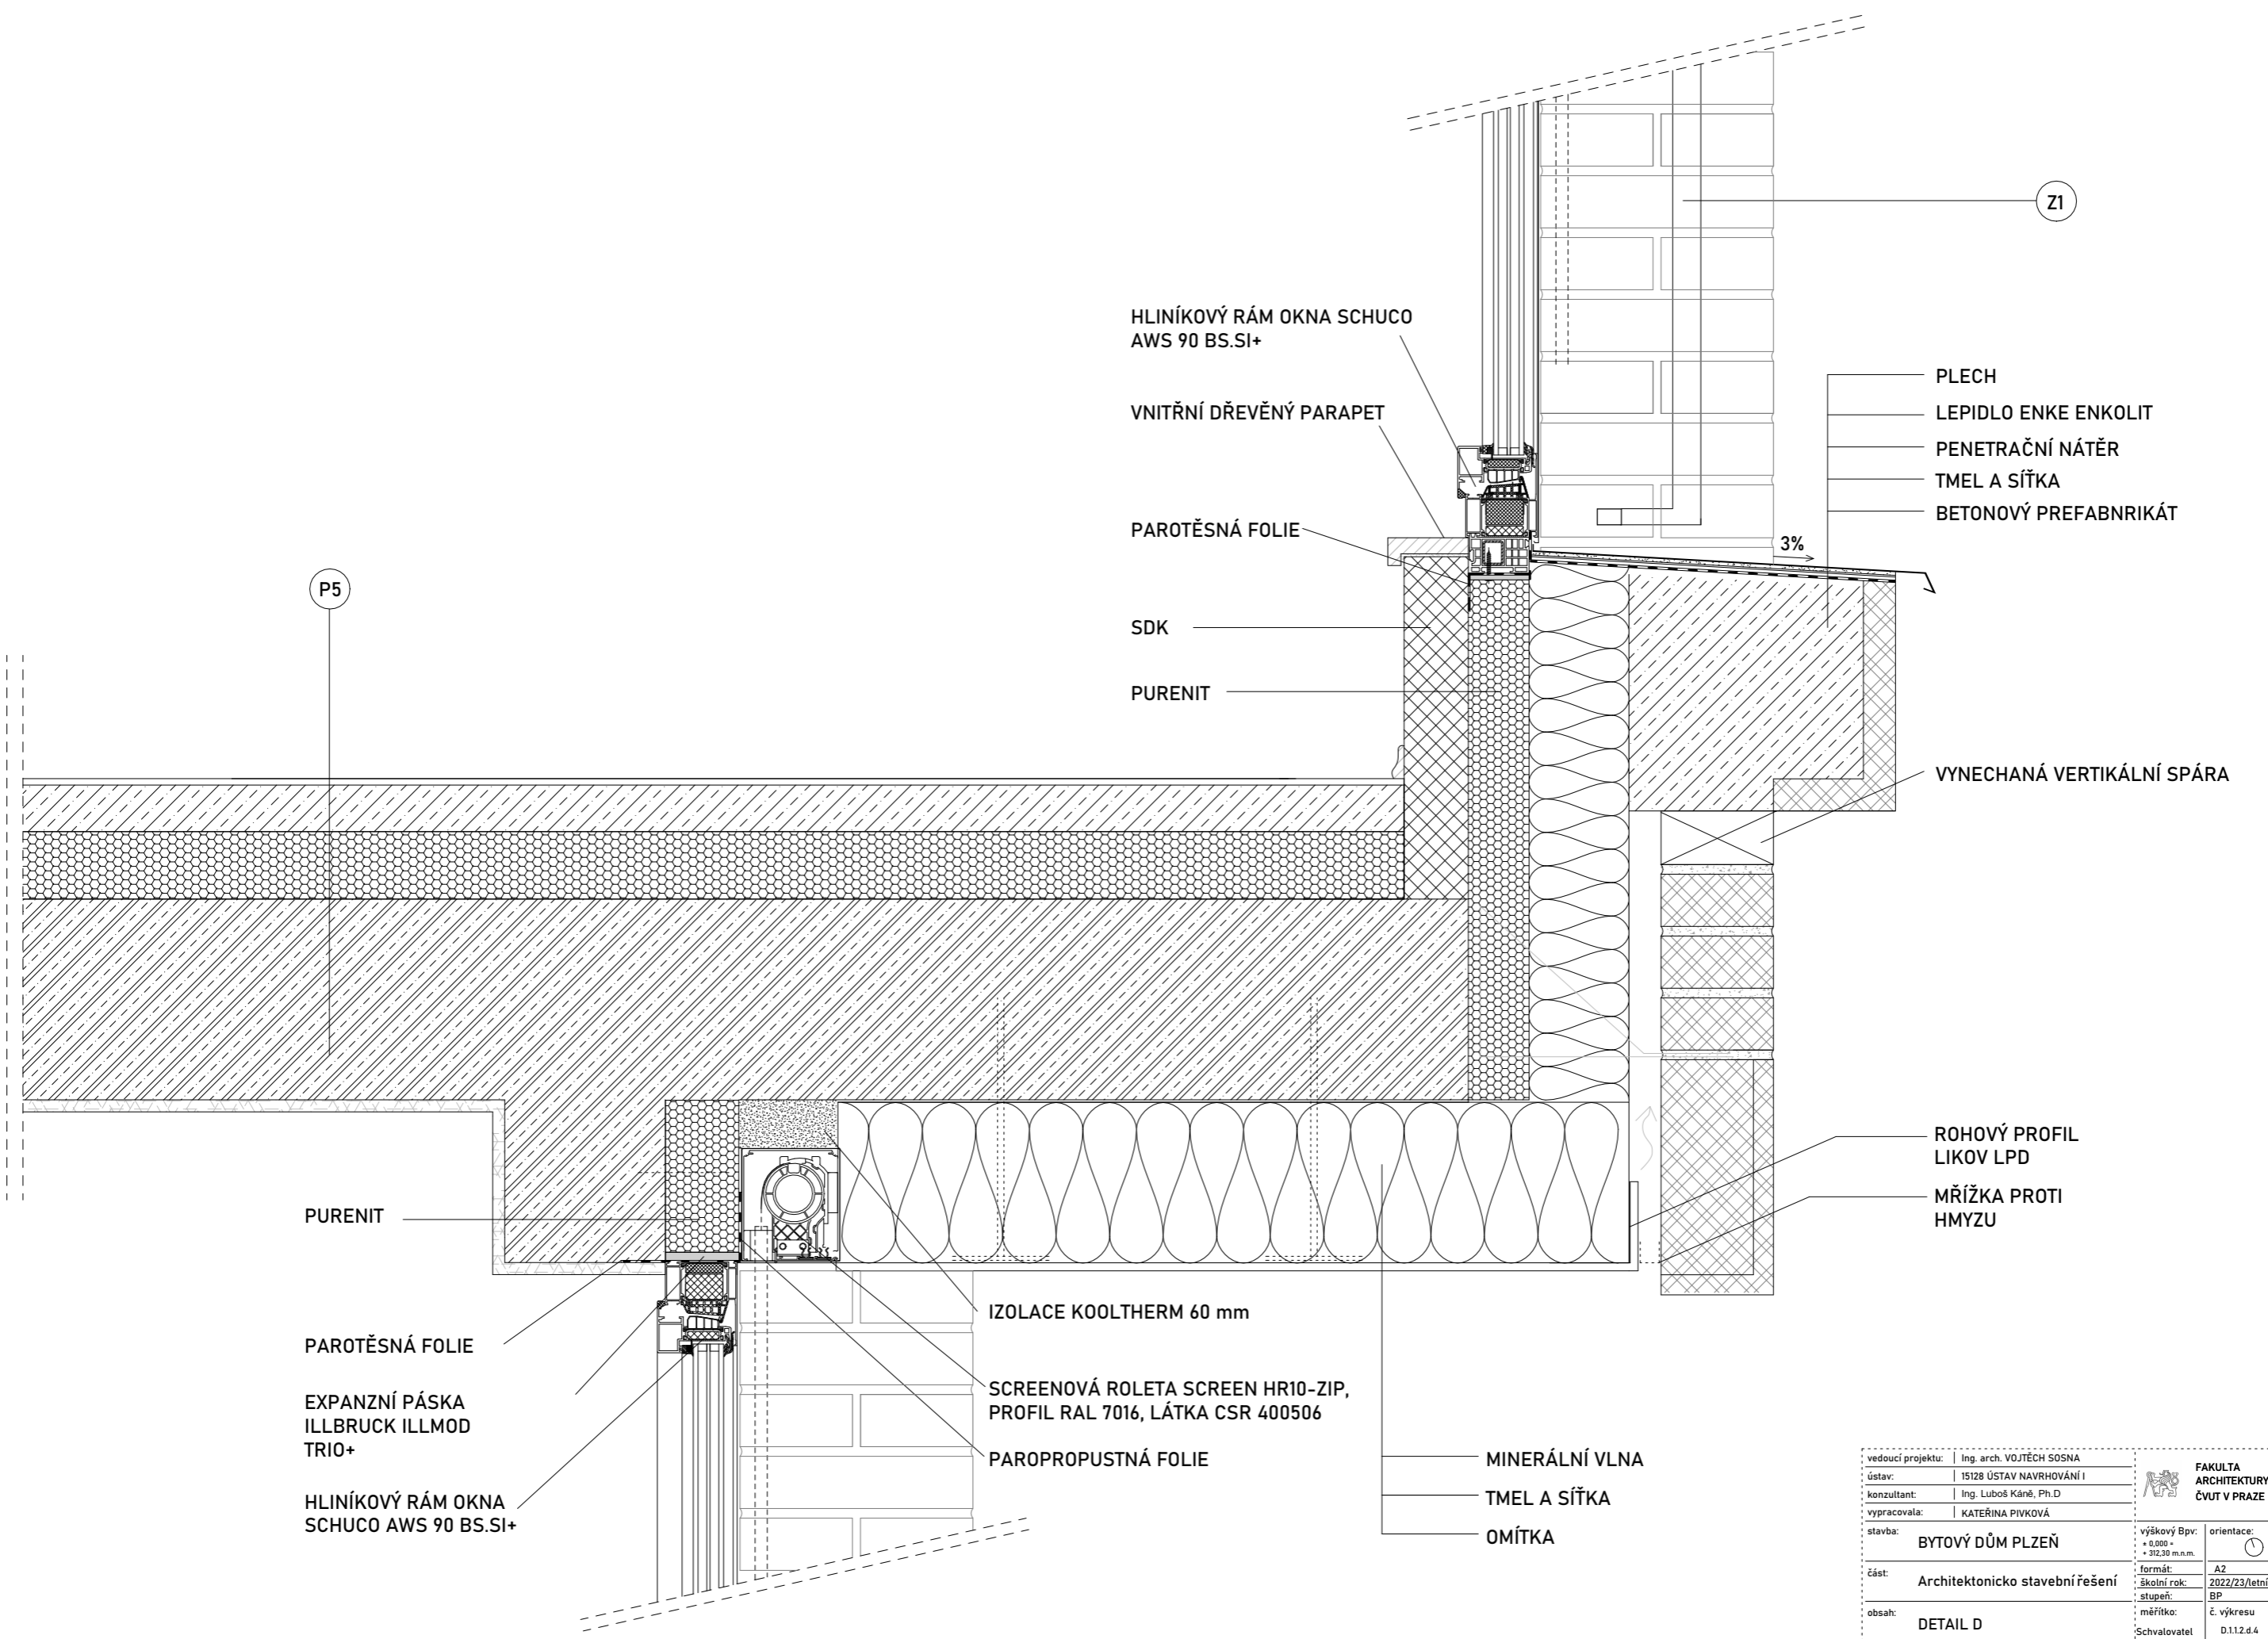 Z1
HLINÍKOVÝ RÁM OKNA SCHUCO
AWS 90 BS.SI+
VNITŘNÍ DŘEVĚNÝ PARAPET
PLECH
LEPIDLO ENKE ENKOLIT
PENETRAČNÍ NÁTĚR
TMEL A SÍŤKA
BETONOVÝ PREFABNRIKÁT
PAROTĚSNÁ FOLIE
3%
P5
SDK
PURENIT
VYNECHANÁ VERTIKÁLNÍ SPÁRA
ROHOVÝ PROFIL
LIKOV LPD
MŘÍŽKA PROTI
HMYZU
PURENIT
PAROTĚSNÁ FOLIE
EXPANZNÍ PÁSKA
ILLBRUCK ILLMOD
TRIO+
HLINÍKOVÝ RÁM OKNA
SCHUCO AWS 90 BS.SI+
IZOLACE KOOLTHERM 60 mm
SCREENOVÁ ROLETA SCREEN HR10-ZIP,
PROFIL RAL 7016, LÁTKA CSR 400506
PAROPROPUSTNÁ FOLIE
MINERÁLNÍ VLNA
TMEL A SÍŤKA
OMÍTKA
vedoucí projektu: Ing. arch. VOJTĚCH SOSNA
ústav: 15128 ÚSTAV NAVRHOVÁNÍ I
konzultant: Ing. Luboš Káně, Ph.D
vypracovala: KATEŘINA PIVKOVÁ
FAKULTA
ARCHITEKTURY
ČVUT V PRAZE
stavba: BYTOVÝ DŮM PLZEŇ
výškový Bpv:
± 0,000 =
+ 312,30 m.n.m.
orientace:
část: Architektonicko stavební řešení
formát: A2
školní rok: 2022/23/letní
stupeň: BP
obsah: DETAIL D
měřítko:
Schvalovatel
č. výkresu
D.1.1.2.d.4